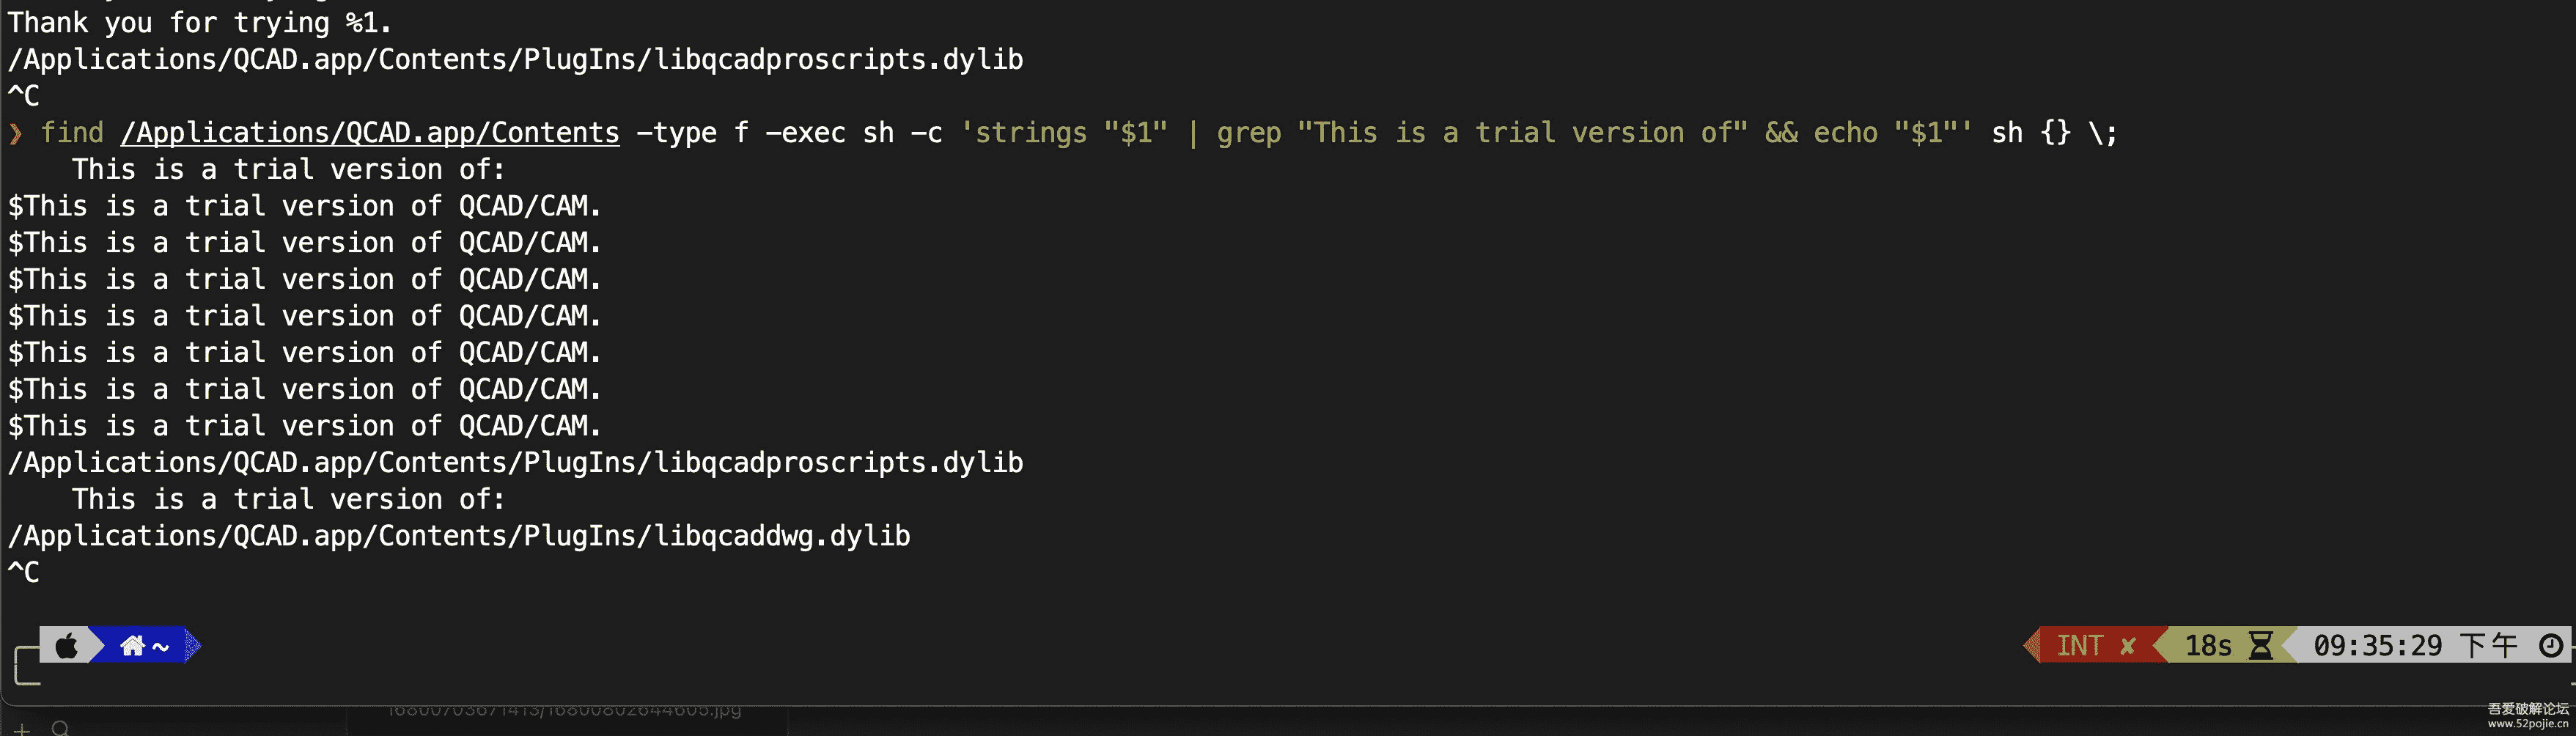 Thank you for trying %1.
/Applications/QCAD.app/Contents/PlugIns/libqcadproscripts.dylib
^C
❯ find /Applications/QCAD.app/Contents -type f -exec sh -c 'strings "$1" | grep "This is a trial version of" && echo "$1"' sh {} \;
    This is a trial version of:
$This is a trial version of QCAD/CAM.
$This is a trial version of QCAD/CAM.
$This is a trial version of QCAD/CAM.
$This is a trial version of QCAD/CAM.
$This is a trial version of QCAD/CAM.
$This is a trial version of QCAD/CAM.
$This is a trial version of QCAD/CAM.
/Applications/QCAD.app/Contents/PlugIns/libqcadproscripts.dylib
    This is a trial version of:
/Applications/QCAD.app/Contents/PlugIns/libqcaddwg.dylib
^C
~ INT ✘ 18s 09:35:29 下午
16800703671413/16800802644605.jpg
吾爱破解论坛
www.52pojie.cn